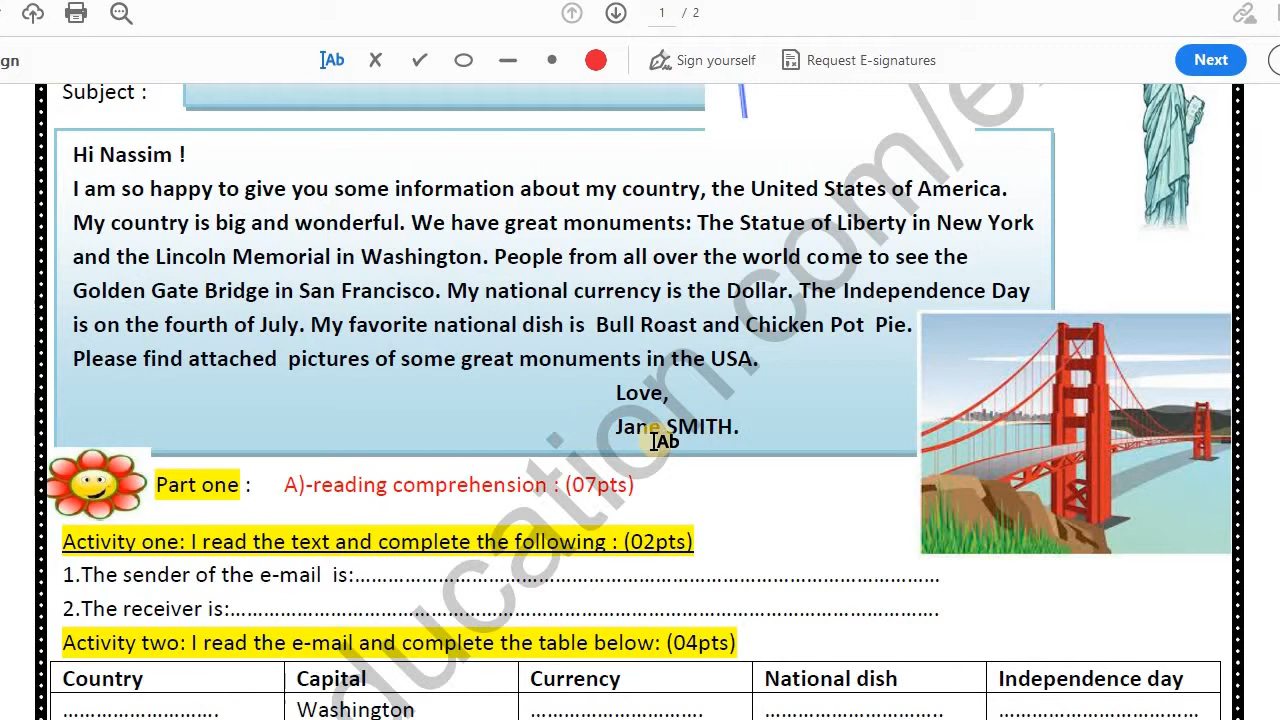 gn
1 / 2
Ab
Sign yourself
Request E-signatures
Next
Subject :
Hi Nassim !
I am so happy to give you some information about my country, the United States of America.
My country is big and wonderful. We have great monuments: The Statue of Liberty in New York
and the Lincoln Memorial in Washington. People from all over the world come to see the
Golden Gate Bridge in San Francisco. My national currency is the Dollar. The Independence Day
is on the fourth of July. My favorite national dish is Bull Roast and Chicken Pot Pie.
Please find attached pictures of some great monuments in the USA.
Love,
Jane SMITH.
Ab
Part one : A)-reading comprehension : (07pts)
Activity one: I read the text and complete the following : (02pts)
1.The sender of the e-mail is:……………………………………………………………………………………………
2.The receiver is:……………………………………………………………………………………………………………….
Activity two: I read the e-mail and complete the table below: (04pts)
Country Capital Currency National dish Independence day
………………………. Washington …………………………. ………………………….. ………………………………
ducation.com/e